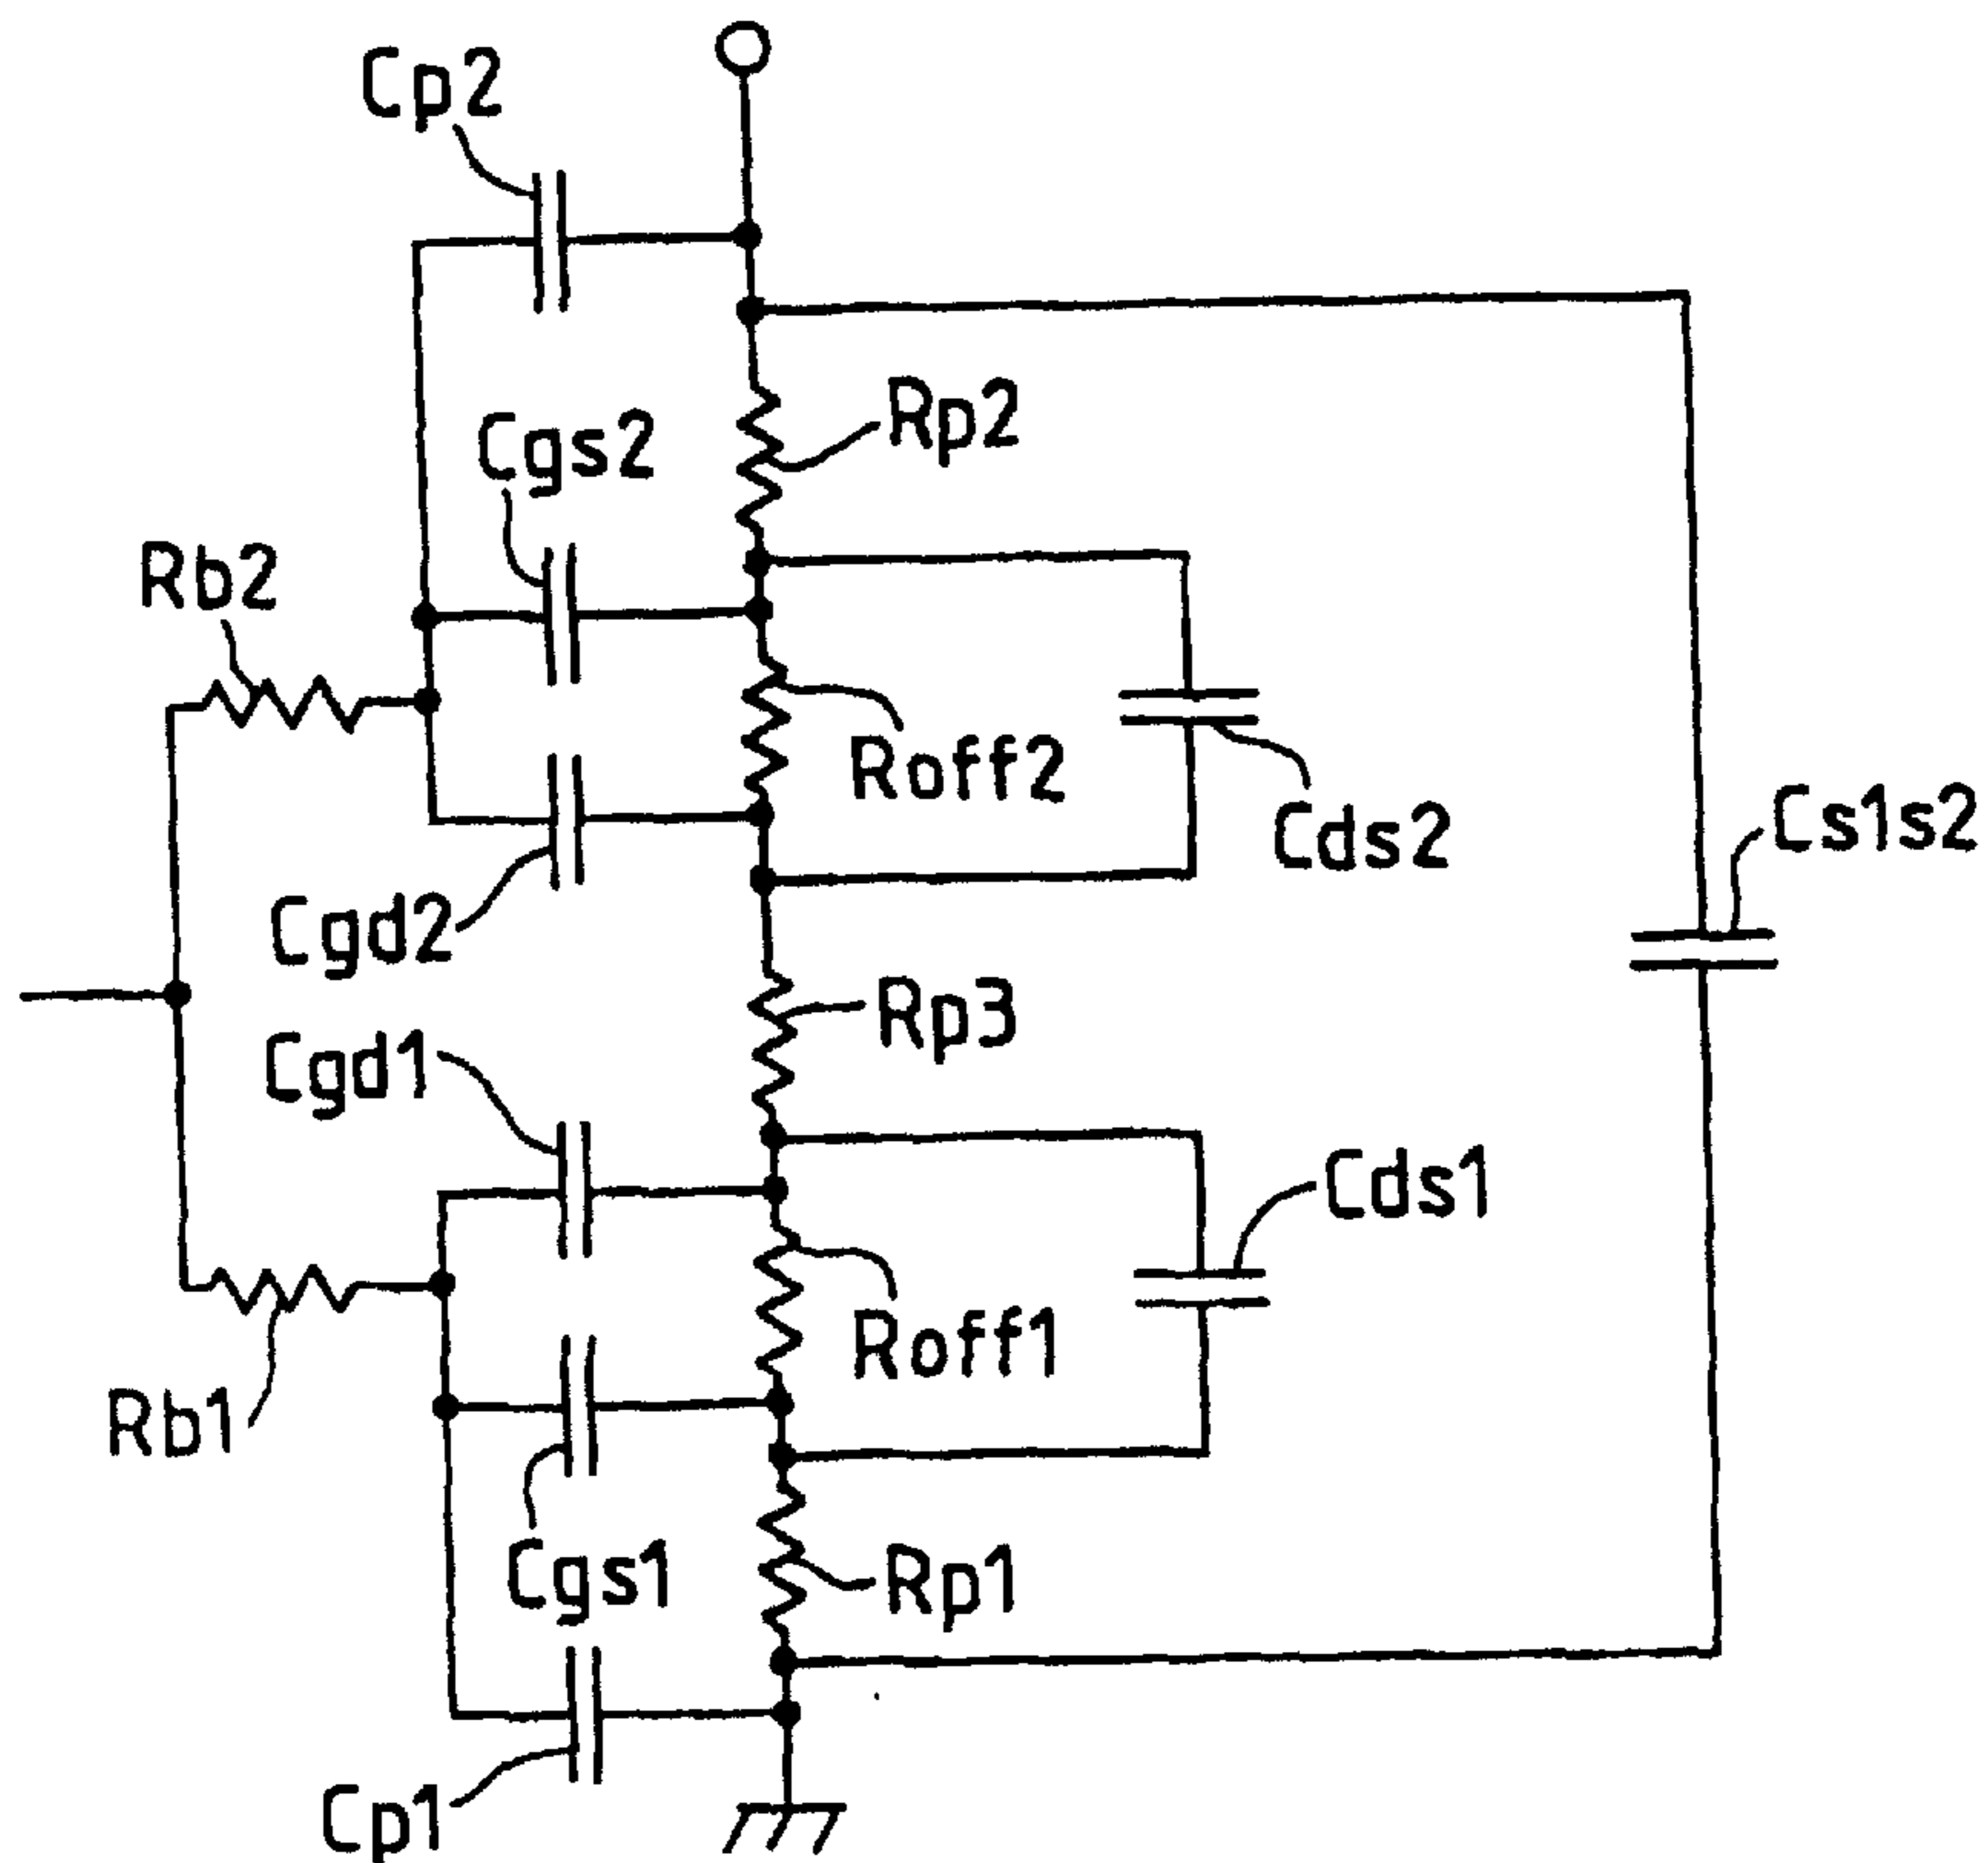 Cp2
Rp2
Cgs2
Rb2
Roff2
Cds2
Cs1s2
Cgd2
Rp3
Cgd1
Cds1
Roff1
Rb1
Cgs1
Rp1
Cp1